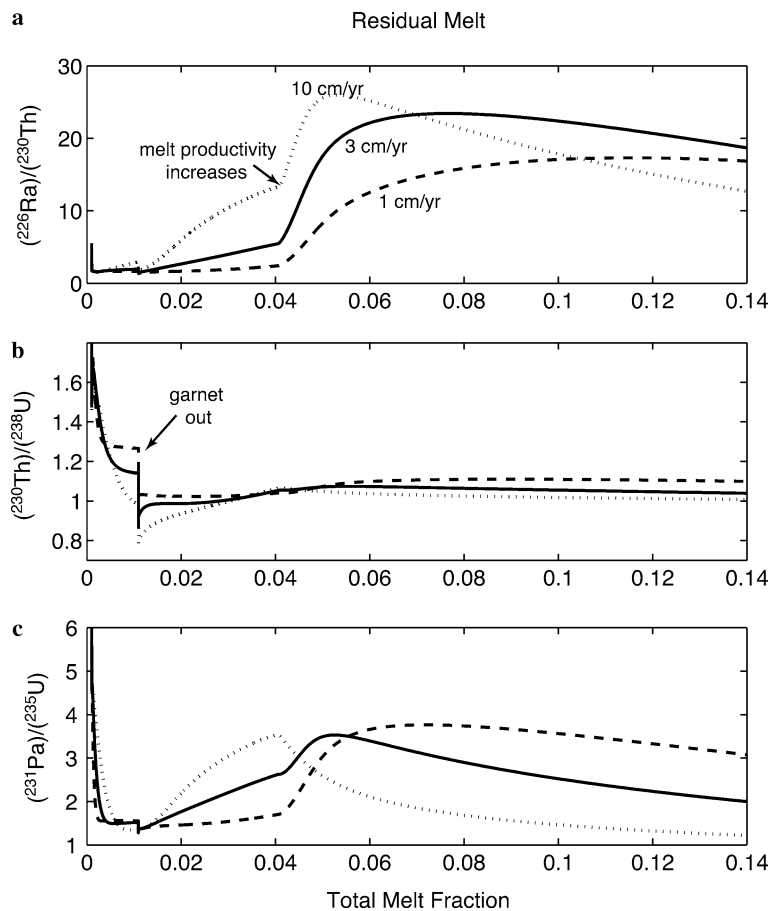 a
Residual Melt
(²²⁶Ra)/(²³⁰Th)
30
20
10
0
10 cm/yr
3 cm/yr
1 cm/yr
melt productivity
increases
0 0.02 0.04 0.06 0.08 0.1 0.12 0.14
b
(²³⁰Th)/(²³⁸U)
1.6
1.4
1.2
1
0.8
garnet
out
0 0.02 0.04 0.06 0.08 0.1 0.12 0.14
c
(²³¹Pa)/(²³⁵U)
6
5
4
3
2
1
0 0.02 0.04 0.06 0.08 0.1 0.12 0.14
Total Melt Fraction